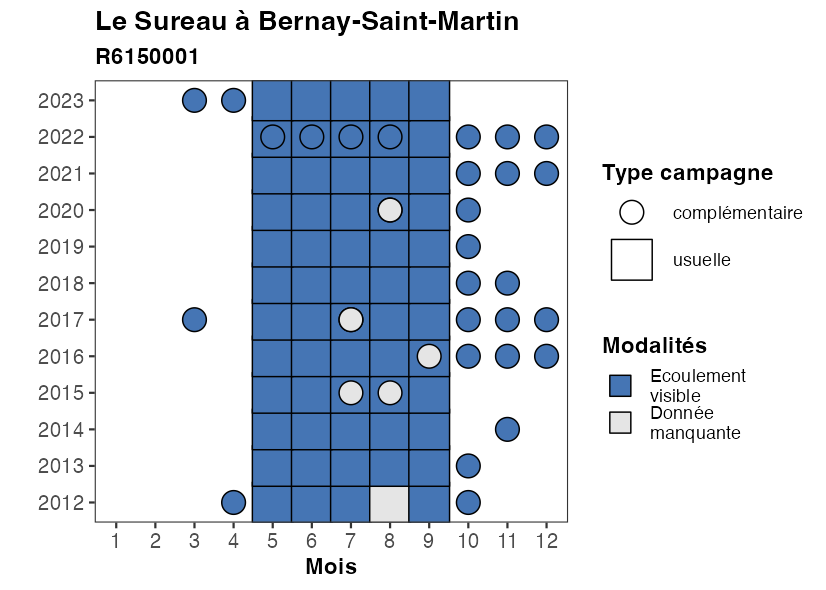 Le Sureau à Bernay-Saint-Martin
R6150001
2023
2022
2021
2020
2019
2018
2017
2016
2015
2014
2013
2012
1 2 3 4 5 6 7 8 9 10 11 12
Mois
Type campagne
complémentaire
usuelle
Modalités
Ecoulement
visible
Donnée
manquante